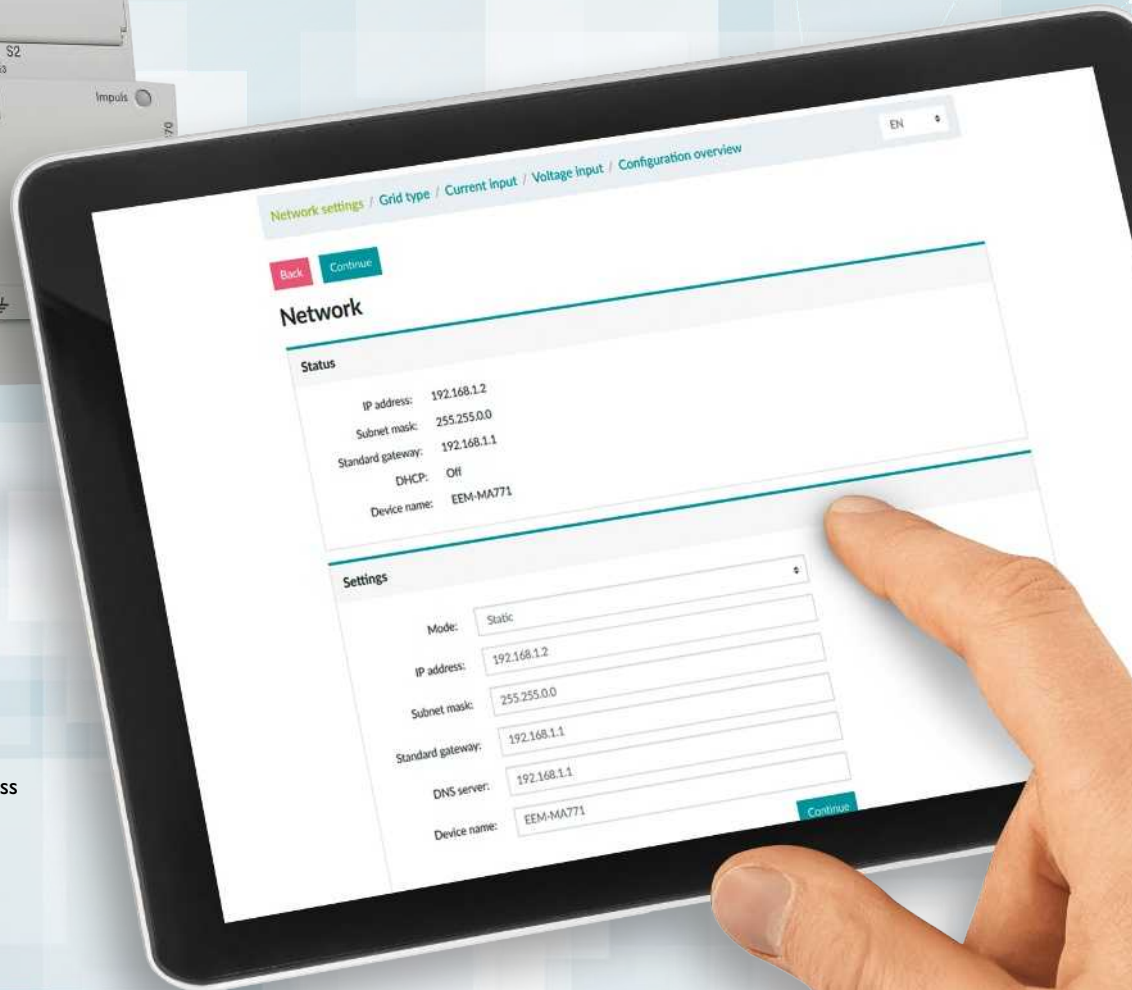 S2
Impuls
Network settings / Grid type / Current input / Voltage input / Configuration overview
EN
Back
Continue
Network
Status
IP address: 192.168.1.2
Subnet mask: 255.255.0.0
Standard gateway: 192.168.1.1
DHCP: Off
Device name: EEM-MA771
Settings
Mode: Static
IP address: 192.168.1.2
Subnet mask: 255.255.0.0
Standard gateway: 192.168.1.1
DNS server: 192.168.1.1
Device name: EEM-MA771
Continue
ss